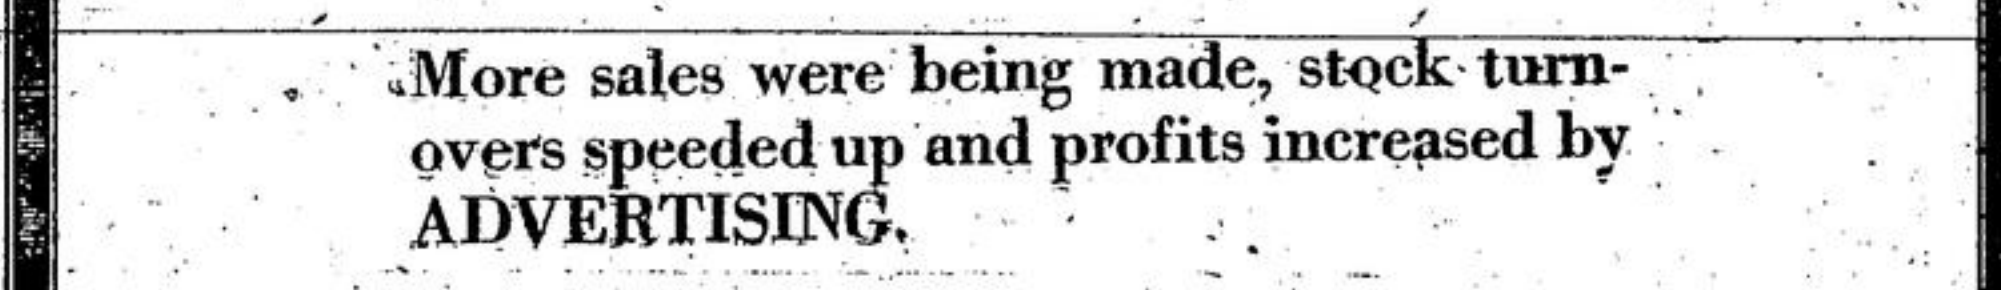 More sales were being made, stock turn-
overs speeded up and profits increased by
ADVERTISING.